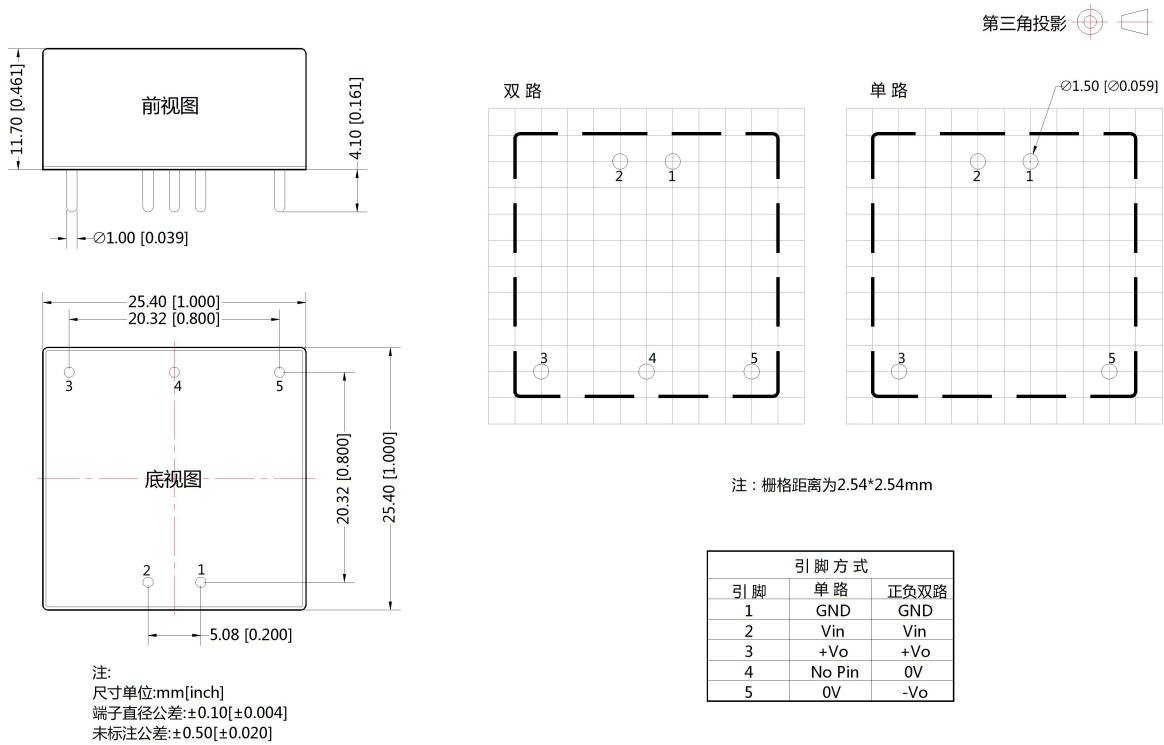 第三角投影
11.70 [0.461]
前视图
4.10 [0.161]
∅1.00 [0.039]
双 路
2 1
3 4 5
单 路
∅1.50 [∅0.059]
2 1
3 5
25.40 [1.000]
20.32 [0.800]
3 4 5
底视图
20.32 [0.800]
25.40 [1.000]
2 1
5.08 [0.200]
注:
尺寸单位:mm[inch]
端子直径公差:±0.10[±0.004]
未标注公差:±0.50[±0.020]
注：栅格距离为2.54*2.54mm
引 脚 方 式
引 脚 单 路 正负双路
1 GND GND
2 Vin Vin
3 +Vo +Vo
4 No Pin 0V
5 0V -Vo